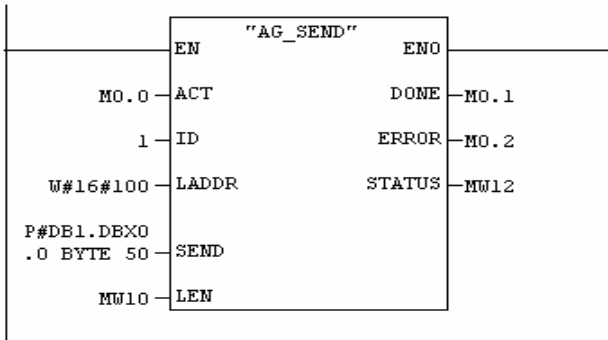 "AG_SEND"
EN ENO
M0.0 ACT DONE M0.1
1 ID ERROR M0.2
W#16#100 LADDR STATUS MW12
P#DB1.DBX0
.0 BYTE 50 SEND
MW10 LEN